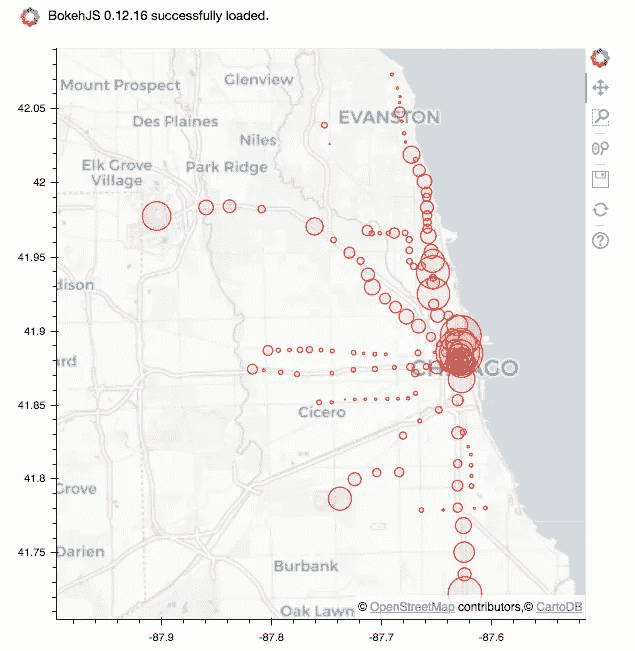 BokehJS 0.12.16 successfully loaded.
Mount Prospect
Glenview
42.05
EVANSTON
Des Plaines
Niles
Elk Grove
Village
Park Ridge
42
41.95
dison
41.9
ard
CHICAGO
41.85
Cicero
41.8
Grove
41.75
Darien
Burbank
Oak Lawn
© OpenStreetMap contributors,© CartoDB
-87.9 -87.8 -87.7 -87.6